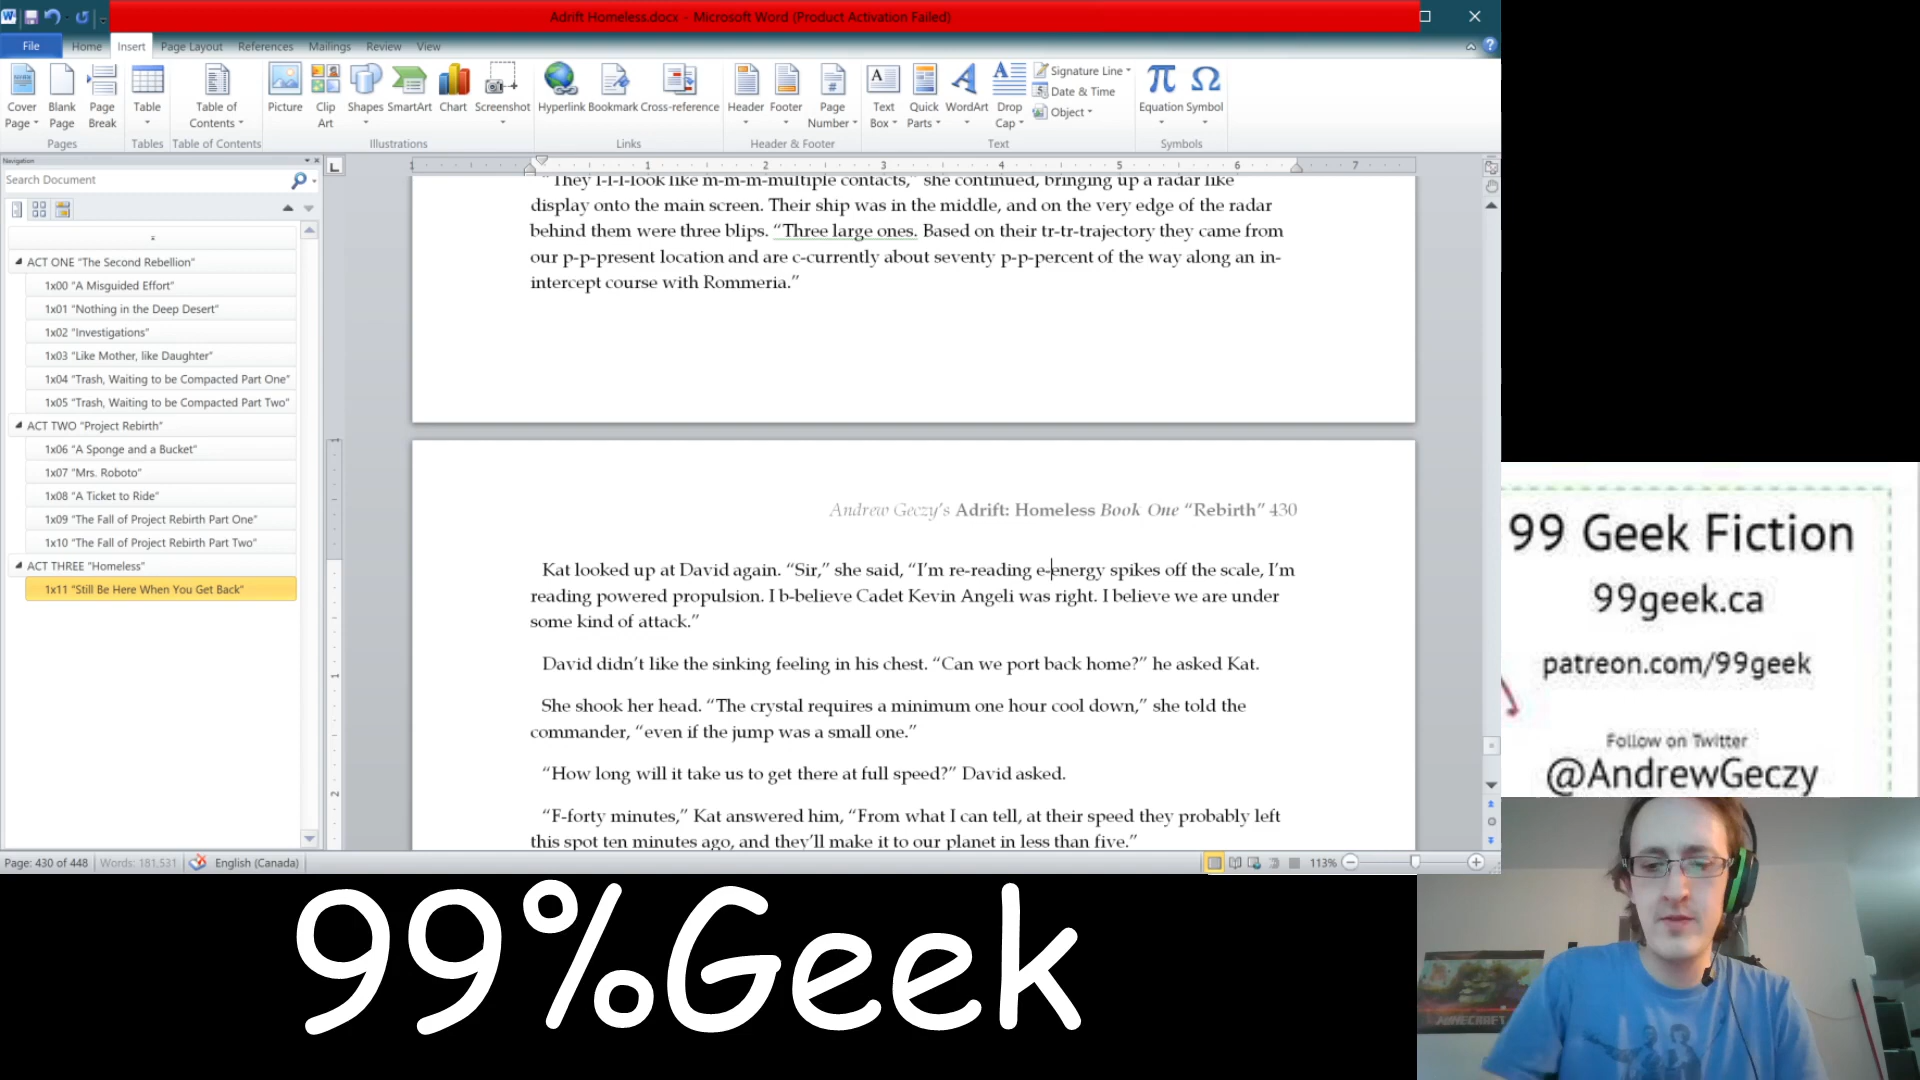 Adrift Homeless.docx - Microsoft Word (Product Activation Failed)
File Home Insert Page Layout References Mailings Review View
Cover Page
Blank Page
Page Break
Pages
Table
Tables
Table of Contents
Table of Contents
Picture
Clip Art
Shapes
SmartArt
Chart
Screenshot
Illustrations
Hyperlink
Bookmark
Cross-reference
Links
Header
Footer
Page Number
Header & Footer
Text Box
Quick Parts
WordArt
Drop Cap
Signature Line
Date & Time
Object
Text
Equation
Symbol
Symbols
Navigation
Search Document
ACT ONE "The Second Rebellion"
1x00 "A Misguided Effort"
1x01 "Nothing in the Deep Desert"
1x02 "Investigations"
1x03 "Like Mother, like Daughter"
1x04 "Trash, Waiting to be Compacted Part One"
1x05 "Trash, Waiting to be Compacted Part Two"
ACT TWO "Project Rebirth"
1x06 "A Sponge and a Bucket"
1x07 "Mrs. Roboto"
1x08 "A Ticket to Ride"
1x09 "The Fall of Project Rebirth Part One"
1x10 "The Fall of Project Rebirth Part Two"
ACT THREE "Homeless"
1x11 "Still Be Here When You Get Back"
1 1 2 3 4 5 6 7
“They l-l-l-look like m-m-m-multiple contacts,” she continued, bringing up a radar like
display onto the main screen. Their ship was in the middle, and on the very edge of the radar
behind them were three blips. “Three large ones. Based on their tr-tr-trajectory they came from
our p-p-present location and are c-currently about seventy p-p-percent of the way along an in-
intercept course with Rommeria.”
Andrew Geczy’s Adrift: Homeless Book One “Rebirth” 430
Kat looked up at David again. “Sir,” she said, “I’m re-reading e-energy spikes off the scale, I’m
reading powered propulsion. I b-believe Cadet Kevin Angeli was right. I believe we are under
some kind of attack.”
David didn’t like the sinking feeling in his chest. “Can we port back home?” he asked Kat.
She shook her head. “The crystal requires a minimum one hour cool down,” she told the
commander, “even if the jump was a small one.”
“How long will it take us to get there at full speed?” David asked.
“F-forty minutes,” Kat answered him, “From what I can tell, at their speed they probably left
this spot ten minutes ago, and they’ll make it to our planet in less than five.”
Page: 430 of 448 Words: 181,531 English (Canada) 113%
99 Geek Fiction
99geek.ca
patreon.com/99geek
Follow on Twitter
@AndrewGeczy
99%Geek
MINECRAFT